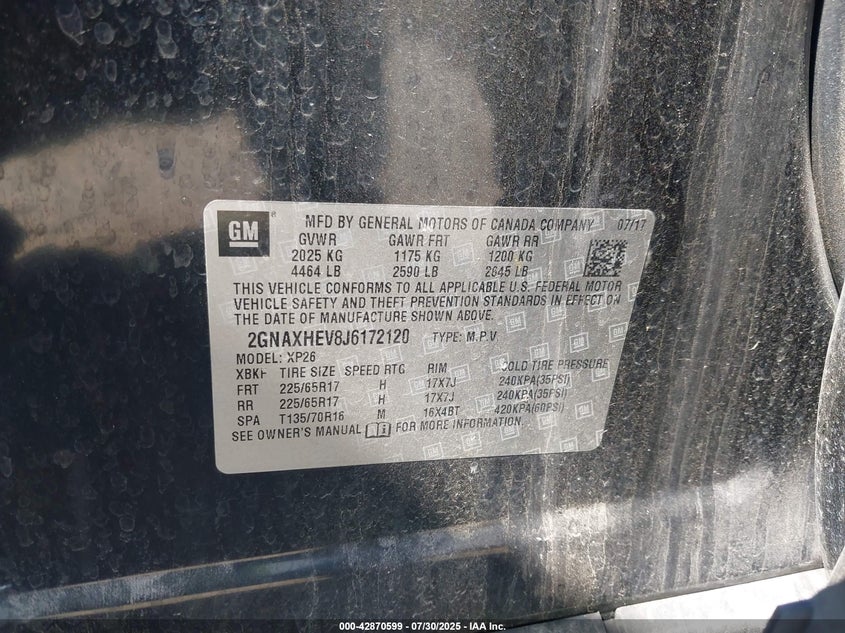 GM ® MFD BY GENERAL MOTORS OF CANADA COMPANY 07/17
GVWR GAWR FRT GAWR RR
2025 KG 1175 KG 1200 KG
4464 LB 2590 LB 2645 LB
THIS VEHICLE CONFORMS TO ALL APPLICABLE U.S. FEDERAL MOTOR
VEHICLE SAFETY AND THEFT PREVENTION STANDARDS IN EFFECT ON
THE DATE OF MANUFACTURE SHOWN ABOVE.
2GNAXHEV8J6172120 TYPE: M.P.V.
MODEL: XP26
XBKF TIRE SIZE SPEED RTG RIM COLD TIRE PRESSURE
FRT 225/65R17 H 17X7J 240KPA(35PSI)
RR 225/65R17 H 17X7J 240KPA(35PSI)
SPA T135/70R16 M 16X4BT 420KPA(60PSI)
SEE OWNER'S MANUAL FOR MORE INFORMATION.
000-42870599 - 07/30/2025 - IAA Inc.